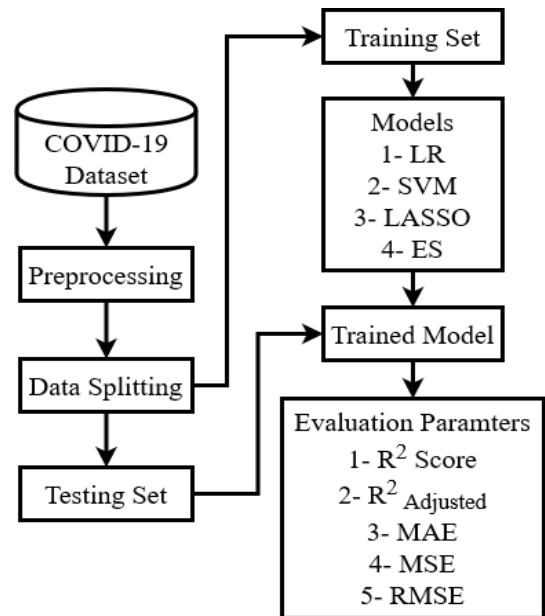 COVID-19
Dataset
Preprocessing
Data Splitting
Testing Set
Training Set
Models
1- LR
2- SVM
3- LASSO
4- ES
Trained Model
Evaluation Paramters
1- R² Score
2- R² Adjusted
3- MAE
4- MSE
5- RMSE